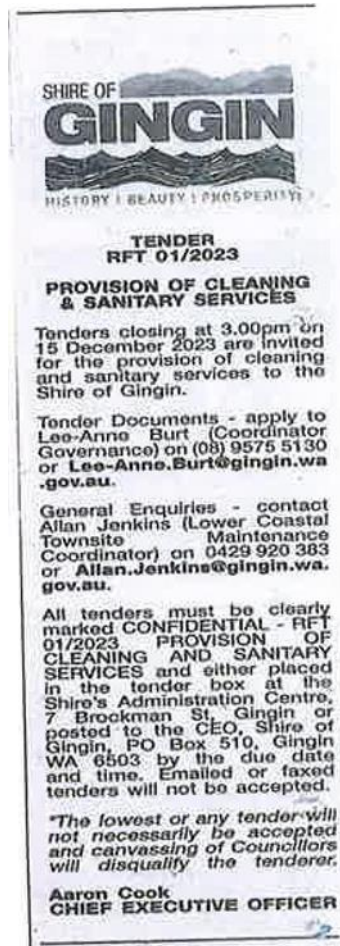 SHIRE OF
GINGIN
HISTORY | BEAUTY | PROSPERITY
TENDER
RFT 01/2023
PROVISION OF CLEANING
& SANITARY SERVICES
Tenders closing at 3.00pm on
15 December 2023 are invited
for the provision of cleaning
and sanitary services to the
Shire of Gingin.
Tender Documents - apply to
Lee-Anne Burt (Coordinator
Governance) on (08) 9575 5130
or Lee-Anne.Burt@gingin.wa
.gov.au.
General Enquiries - contact
Allan Jenkins (Lower Coastal
Townsite Maintenance
Coordinator) on 0429 920 383
or Allan.Jenkins@gingin.wa.
gov.au.
All tenders must be clearly
marked CONFIDENTIAL - RFT
01/2023 PROVISION OF
CLEANING AND SANITARY
SERVICES and either placed
in the tender box at the
Shire's Administration Centre,
7 Brockman St, Gingin or
posted to the CEO, Shire of
Gingin, PO Box 510, Gingin
WA 6503 by the due date
and time. Emailed or faxed
tenders will not be accepted.
*The lowest or any tender will
not necessarily be accepted
and canvassing of Councillors
will disqualify the tenderer.
Aaron Cook
CHIEF EXECUTIVE OFFICER